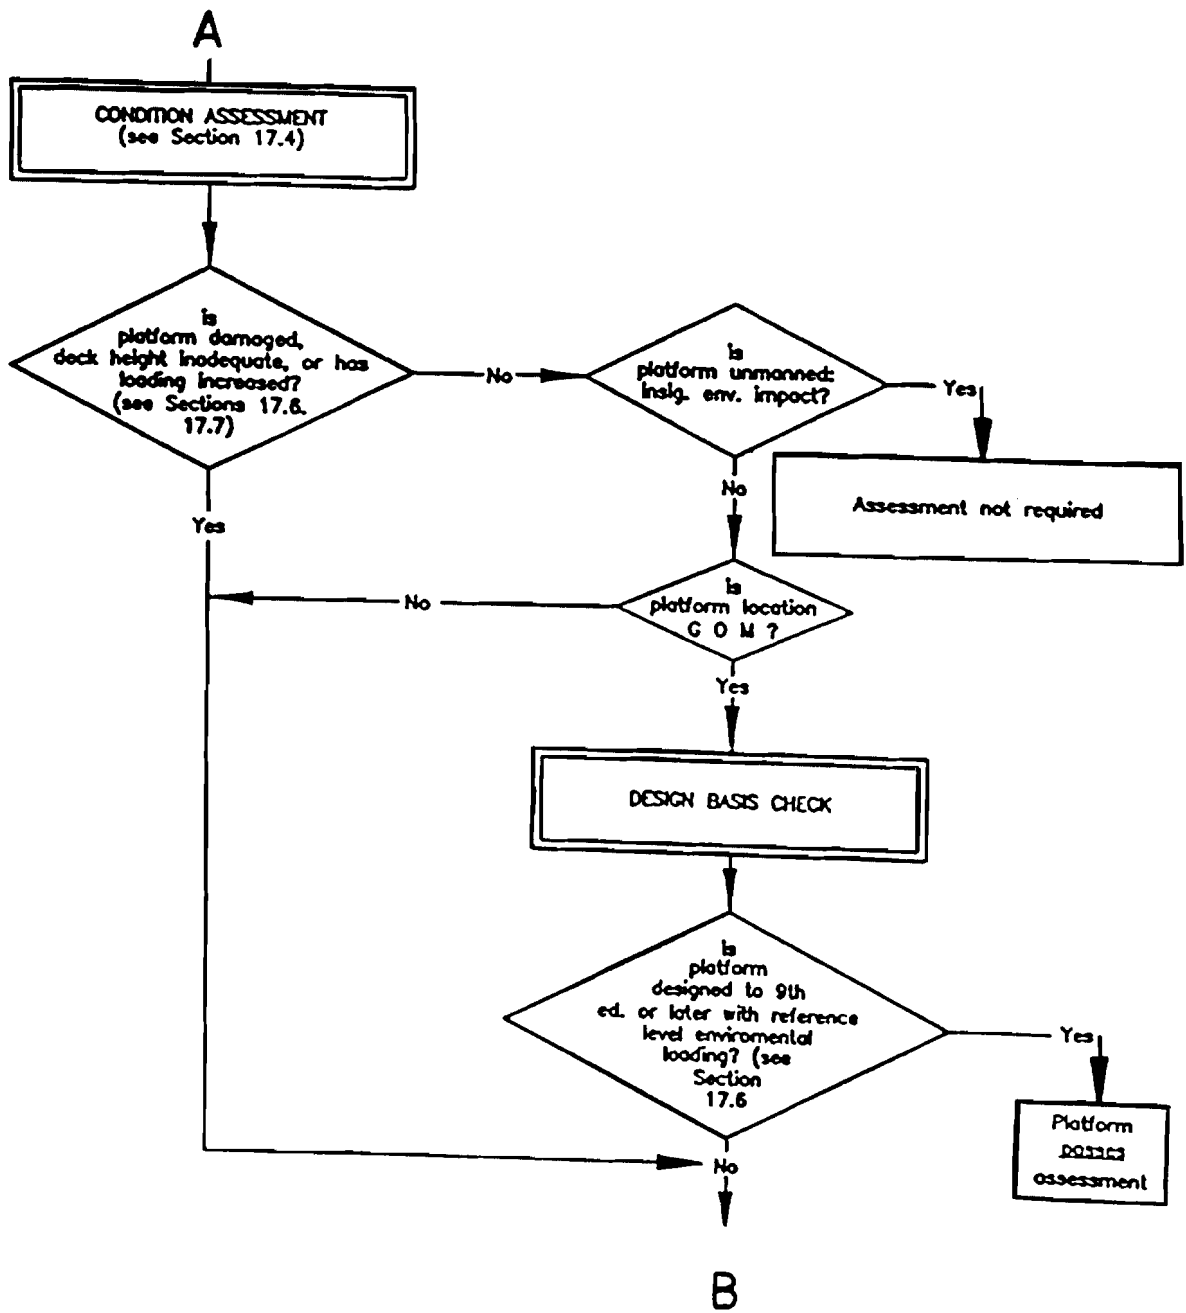 A
CONDITION ASSESSMENT
(see Section 17.4)
is
platform damaged,
deck height inadequate, or has
loading increased?
(see Sections 17.6.
17.7)
No
is
platform unmanned:
insig. env. impact?
Yes
Assessment not required
No
Yes
is
platform location
G O M ?
No
Yes
DESIGN BASIS CHECK
is
platform
designed to 9th
ed. or later with reference
level enviromental
loading? (see
Section
17.6
Yes
Platform
passes
assessment
No
B